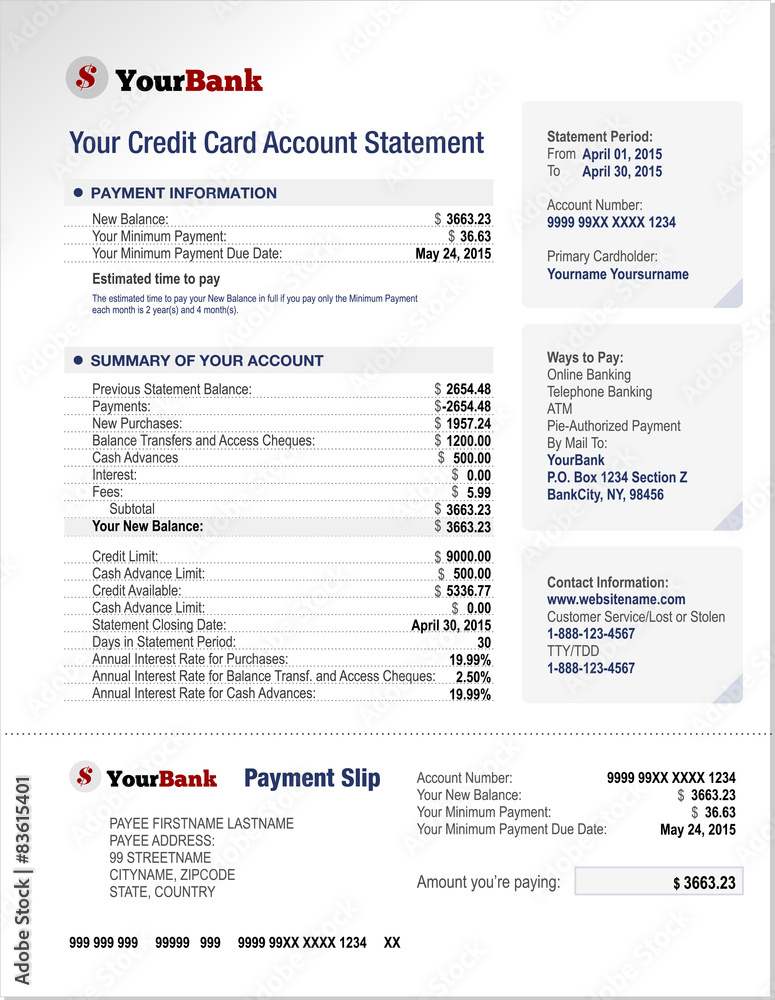 $ YourBank
Your Credit Card Account Statement
PAYMENT INFORMATION
New Balance: $ 3663.23
Your Minimum Payment: $ 36.63
Your Minimum Payment Due Date: May 24, 2015
Estimated time to pay
The estimated time to pay your New Balance in full if you pay only the Minimum Payment
each month is 2 year(s) and 4 month(s).
SUMMARY OF YOUR ACCOUNT
Previous Statement Balance: $ 2654.48
Payments: $-2654.48
New Purchases: $ 1957.24
Balance Transfers and Access Cheques: $ 1200.00
Cash Advances $ 500.00
Interest: $ 0.00
Fees: $ 5.99
Subtotal $ 3663.23
Your New Balance: $ 3663.23
Credit Limit: $ 9000.00
Cash Advance Limit: $ 500.00
Credit Available: $ 5336.77
Cash Advance Limit: $ 0.00
Statement Closing Date: April 30, 2015
Days in Statement Period: 30
Annual Interest Rate for Purchases: 19.99%
Annual Interest Rate for Balance Transf. and Access Cheques: 2.50%
Annual Interest Rate for Cash Advances: 19.99%
Statement Period:
From April 01, 2015
To April 30, 2015
Account Number:
9999 99XX XXXX 1234
Primary Cardholder:
Yourname Yoursurname
Ways to Pay:
Online Banking
Telephone Banking
ATM
Pie-Authorized Payment
By Mail To:
YourBank
P.O. Box 1234 Section Z
BankCity, NY, 98456
Contact Information:
www.websitename.com
Customer Service/Lost or Stolen
1-888-123-4567
TTY/TDD
1-888-123-4567
$ YourBank Payment Slip
PAYEE FIRSTNAME LASTNAME
PAYEE ADDRESS:
99 STREETNAME
CITYNAME, ZIPCODE
STATE, COUNTRY
Account Number: 9999 99XX XXXX 1234
Your New Balance: $ 3663.23
Your Minimum Payment: $ 36.63
Your Minimum Payment Due Date: May 24, 2015
Amount you're paying: $ 3663.23
999 999 999 99999 999 9999 99XX XXXX 1234 XX
Adobe Stock | #83615401
Adobe Stock